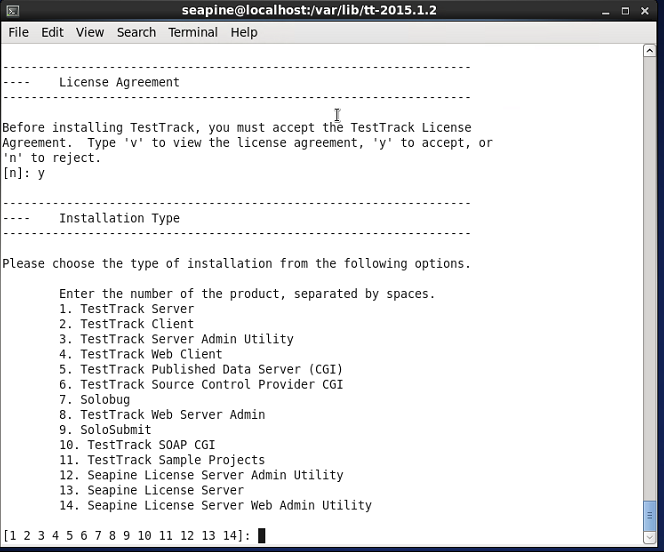 seapine@localhost:/var/lib/tt-2015.1.2
File Edit View Search Terminal Help
--------------------------------------------------------------
---- License Agreement
--------------------------------------------------------------
Before installing TestTrack, you must accept the TestTrack License
Agreement. Type 'v' to view the license agreement, 'y' to accept, or
'n' to reject.
[n]: y
--------------------------------------------------------------
---- Installation Type
--------------------------------------------------------------
Please choose the type of installation from the following options.
Enter the number of the product, separated by spaces.
1. TestTrack Server
2. TestTrack Client
3. TestTrack Server Admin Utility
4. TestTrack Web Client
5. TestTrack Published Data Server (CGI)
6. TestTrack Source Control Provider CGI
7. Solobug
8. TestTrack Web Server Admin
9. SoloSubmit
10. TestTrack SOAP CGI
11. TestTrack Sample Projects
12. Seapine License Server Admin Utility
13. Seapine License Server
14. Seapine License Server Web Admin Utility
[1 2 3 4 5 6 7 8 9 10 11 12 13 14]: